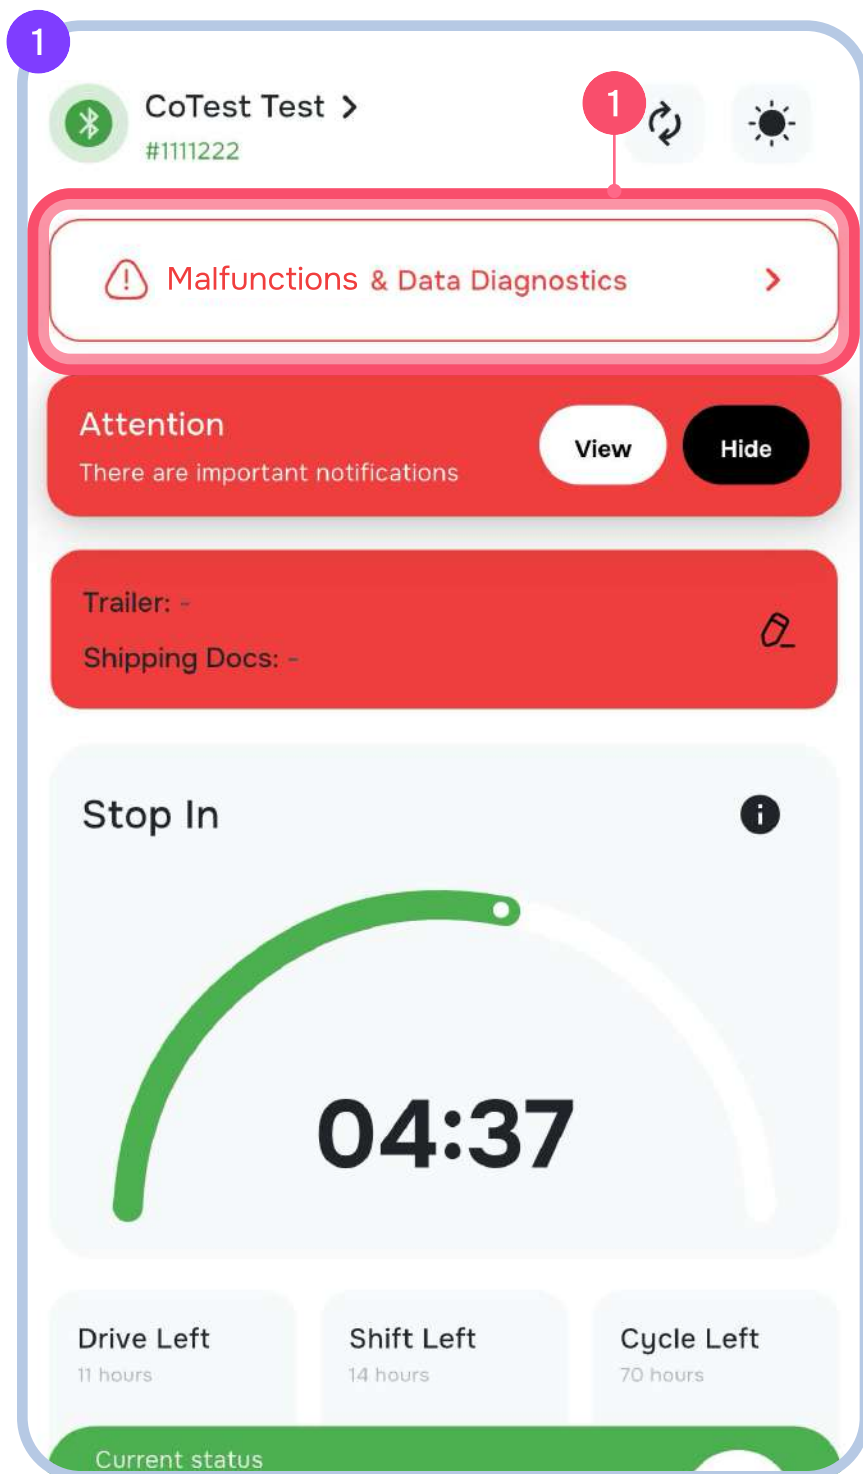 1
CoTest Test
#1111222
1
Malfunctions & Data Diagnostics
Attention
There are important notifications
View
Hide
Trailer: -
Shipping Docs: -
Stop In
04:37
Drive Left
11 hours
Shift Left
14 hours
Cycle Left
70 hours
Current status